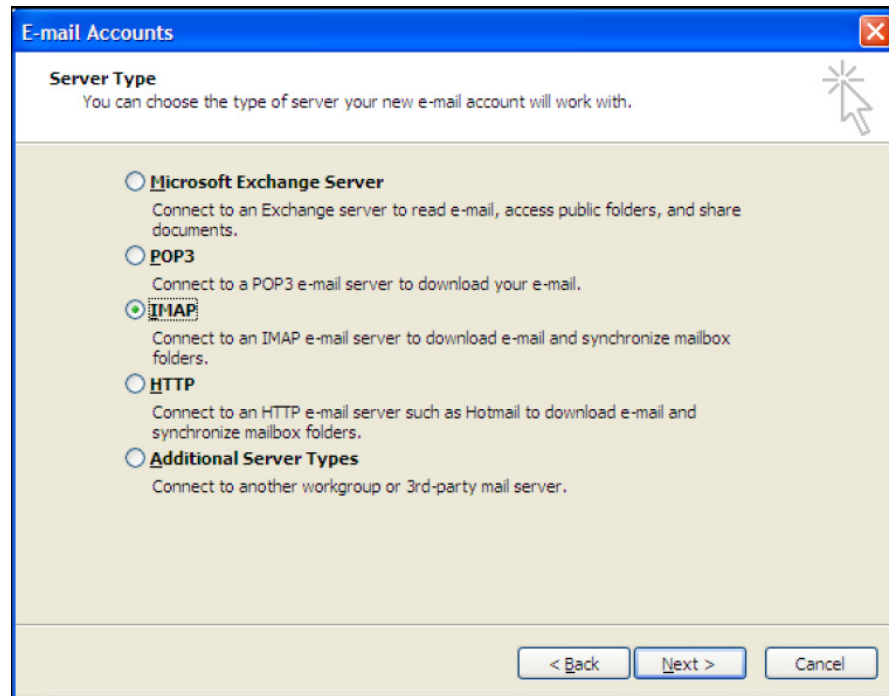 E-mail Accounts
Server Type
You can choose the type of server your new e-mail account will work with.
Microsoft Exchange Server
Connect to an Exchange server to read e-mail, access public folders, and share
documents.
POP3
Connect to a POP3 e-mail server to download your e-mail.
IMAP
Connect to an IMAP e-mail server to download e-mail and synchronize mailbox
folders.
HTTP
Connect to an HTTP e-mail server such as Hotmail to download e-mail and
synchronize mailbox folders.
Additional Server Types
Connect to another workgroup or 3rd-party mail server.
< Back Next > Cancel